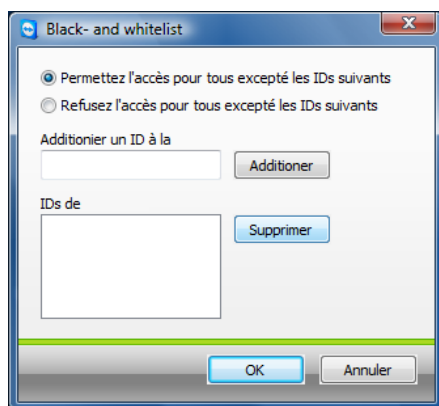 Black- and whitelist
Permettez l'accès pour tous excepté les IDs suivants
Refusez l'accès pour tous excepté les IDs suivants
Additionier un ID à la
Additioner
IDs de
Supprimer
OK
Annuler